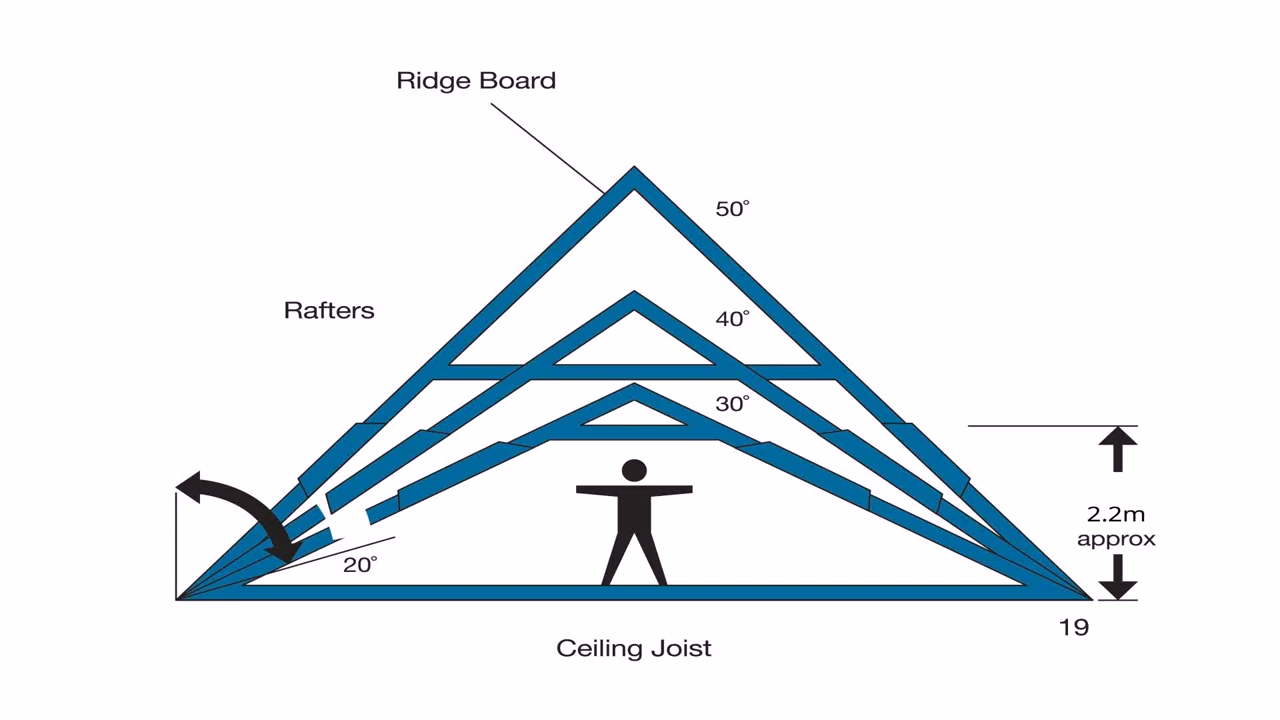 Ridge Board
50°
Rafters
40°
30°
2.2m
approx
20°
19
Ceiling Joist